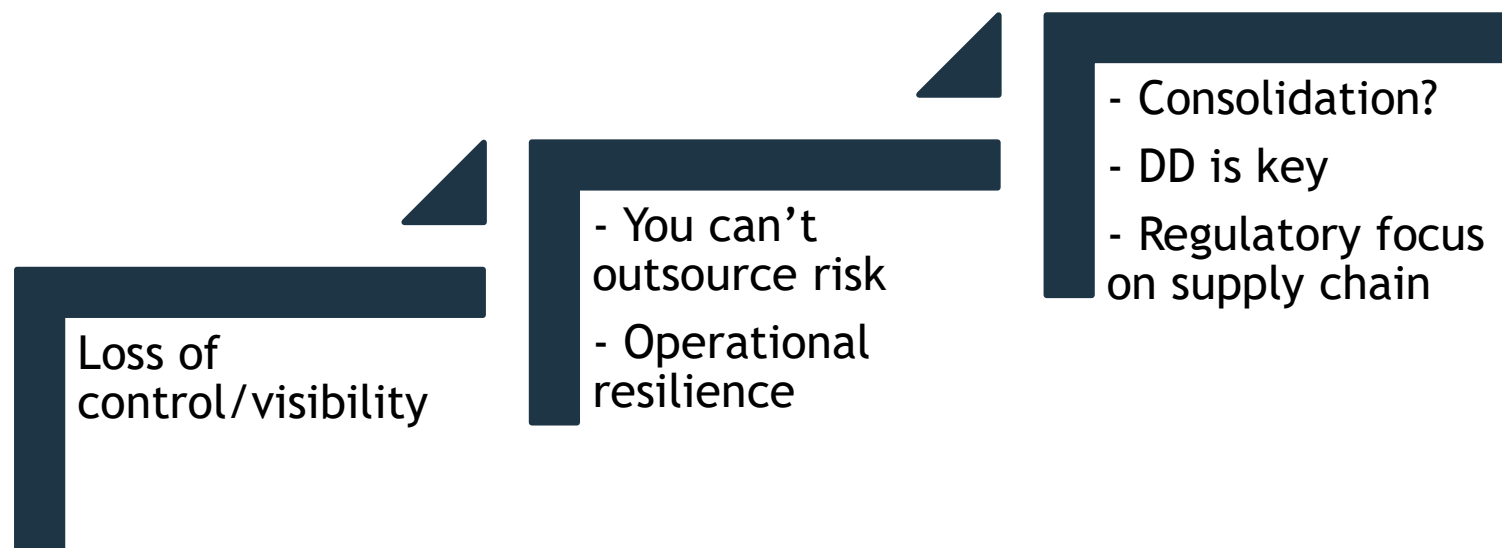 Loss of
control/visibility
- You can’t
outsource risk
- Operational
resilience
- Consolidation?
- DD is key
- Regulatory focus
on supply chain